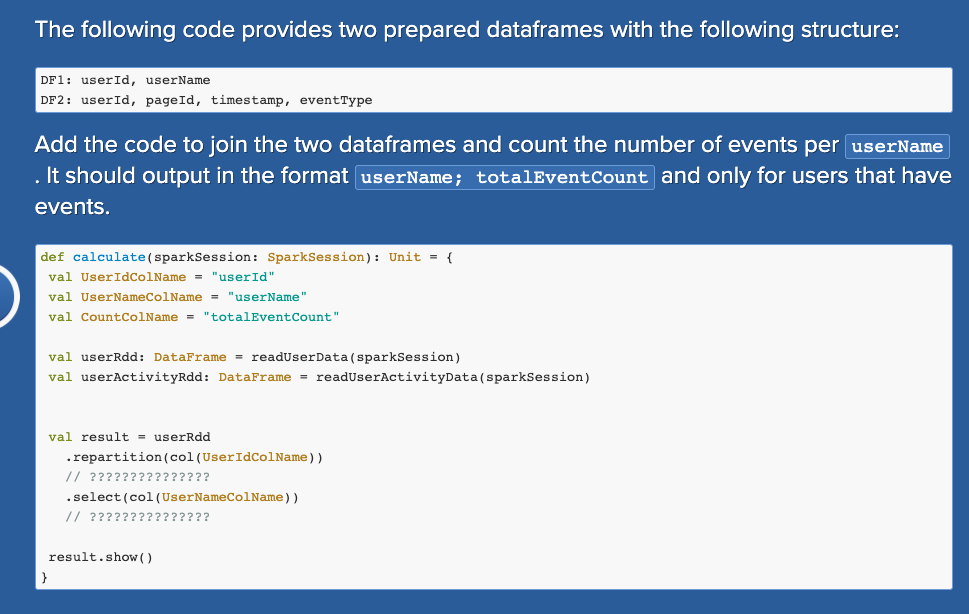 The following code provides two prepared dataframes with the following structure:
DF1: userId, userName
DF2: userId, pageId, timestamp, eventType
Add the code to join the two dataframes and count the number of events per userName
. It should output in the format userName; totalEventCount and only for users that have
events.
def calculate(sparkSession: SparkSession): Unit = {
 val UserIdColName = "userId"
 val UserNameColName = "userName"
 val CountColName = "totalEventCount"
 val userRdd: DataFrame = readUserData(sparkSession)
 val userActivityRdd: DataFrame = readUserActivityData(sparkSession)
 val result = userRdd
   .repartition(col(UserIdColName))
   // ???????????????
   .select(col(UserNameColName))
   // ???????????????
 result.show()
}